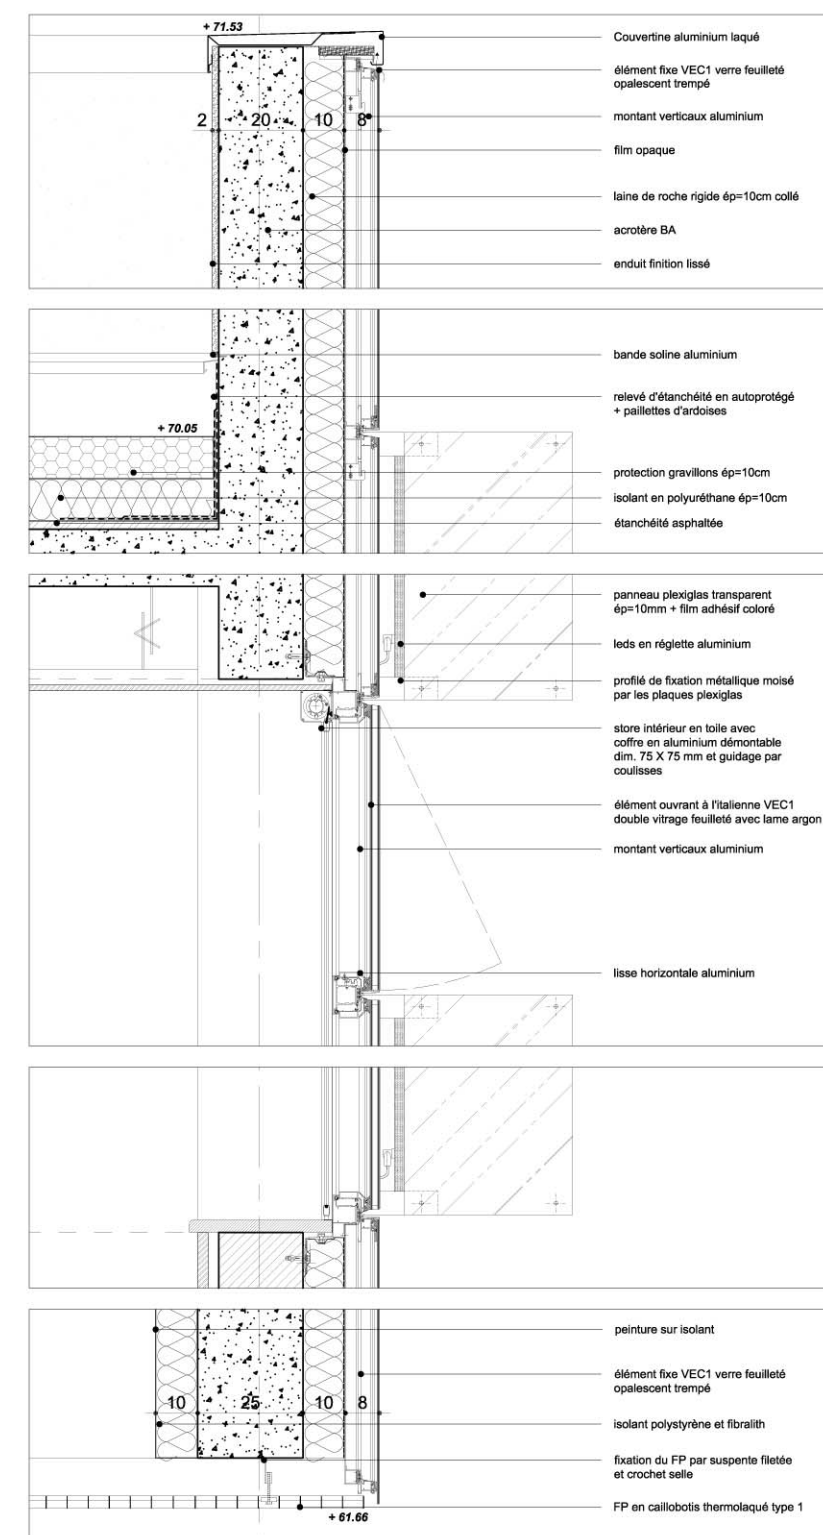 + 71.53
Couvertine aluminium laqué
élément fixe VEC1 verre feuilleté
opalescent trempé
montant verticaux aluminium
2 20 10 8
film opaque
laine de roche rigide ép=10cm collé
acrotère BA
enduit finition lissé
bande soline aluminium
relevé d'étanchéité en autoprotégé
+ paillettes d'ardoises
+ 70.05
protection gravillons ép=10cm
isolant en polyuréthane ép=10cm
étanchéité asphaltée
panneau plexiglas transparent
ép=10mm + film adhésif coloré
leds en réglette aluminium
profilé de fixation métallique moisé
par les plaques plexiglas
store intérieur en toile avec
coffre en aluminium démontable
dim. 75 X 75 mm et guidage par
coulisses
élément ouvrant à l'italienne VEC1
double vitrage feuilleté avec lame argon
montant verticaux aluminium
lisse horizontale aluminium
peinture sur isolant
élément fixe VEC1 verre feuilleté
opalescent trempé
10 25 10 8
isolant polystyrène et fibralith
fixation du FP par suspente filetée
et crochet selle
FP en caillobotis thermolaqué type 1
+ 61.66